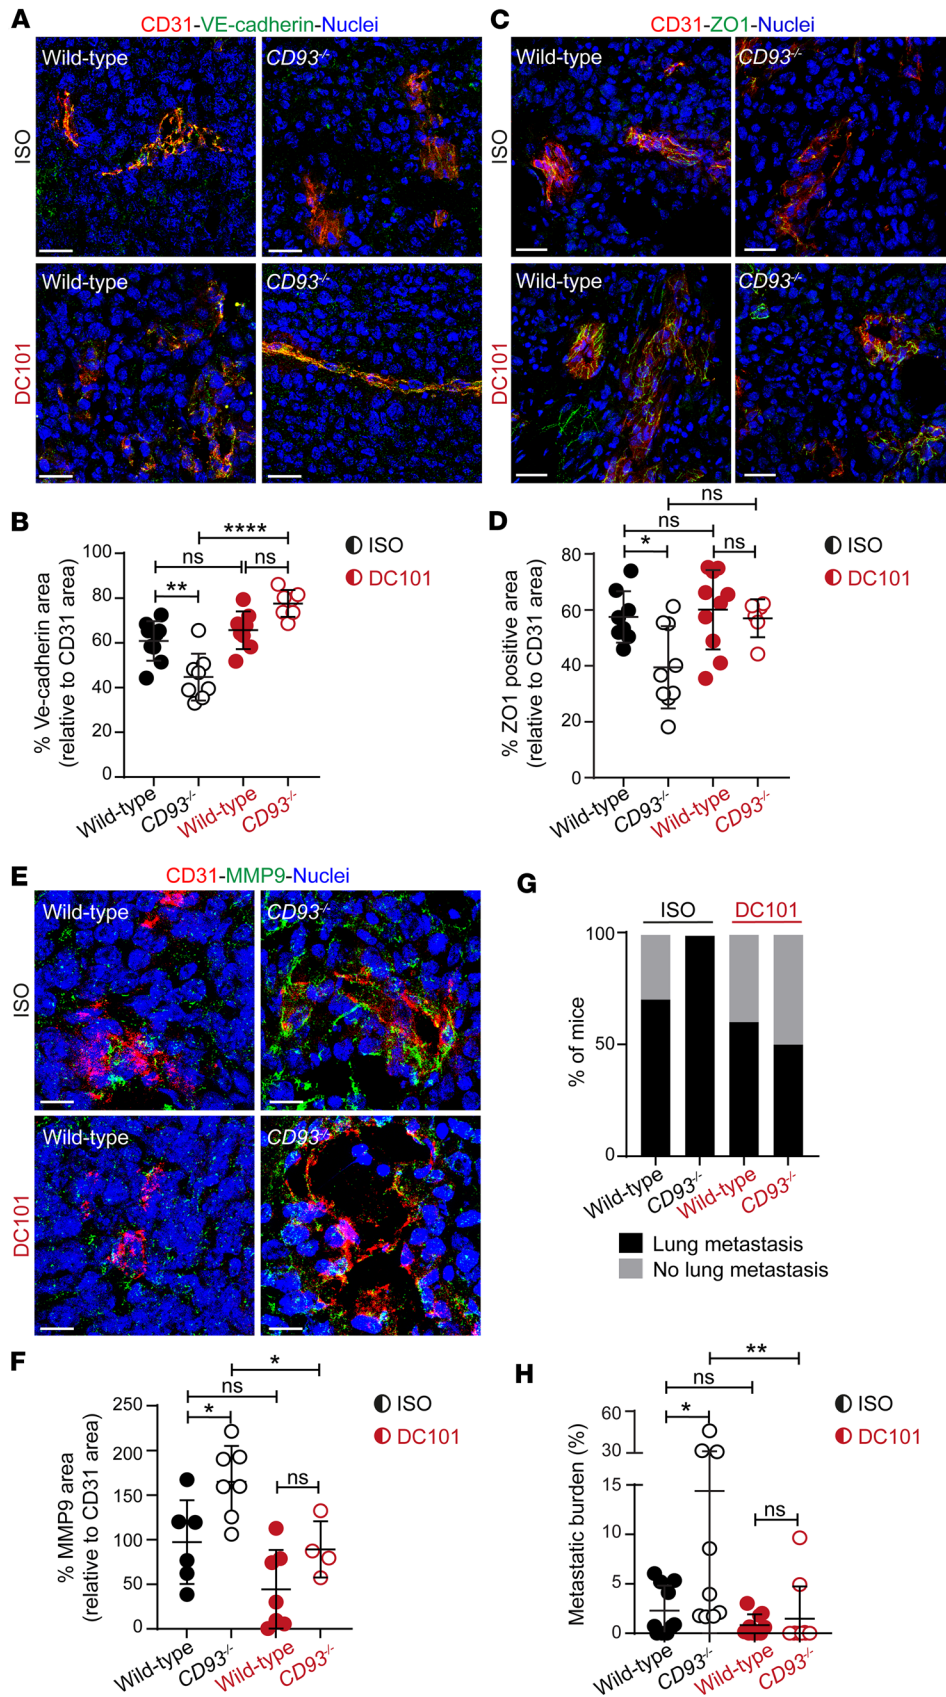 A
CD31-VE-cadherin-Nuclei
Wild-type
CD93-/-
ISO
Wild-type
CD93-/-
DC101
C
CD31-ZO1-Nuclei
Wild-type
CD93-/-
ISO
Wild-type
CD93-/-
DC101
B
****
ns
ns
**
ISO
DC101
100
80
60
40
20
0
% Ve-cadherin area
(relative to CD31 area)
Wild-type
CD93-/-
Wild-type
CD93-/-
D
ns
ns
*
ns
ISO
DC101
80
60
40
20
0
% ZO1 positive area
(relative to CD31 area)
Wild-type
CD93-/-
Wild-type
CD93-/-
E
CD31-MMP9-Nuclei
Wild-type
CD93-/-
ISO
Wild-type
CD93-/-
DC101
G
ISO
DC101
100
50
0
% of mice
Wild-type
CD93-/-
Wild-type
CD93-/-
Lung metastasis
No lung metastasis
F
*
ns
*
ns
ISO
DC101
250
200
150
100
50
0
% MMP9 area
(relative to CD31 area)
Wild-type
CD93-/-
Wild-type
CD93-/-
H
**
ns
*
ns
ISO
DC101
60
30
15
10
5
0
Metastatic burden (%)
Wild-type
CD93-/-
Wild-type
CD93-/-